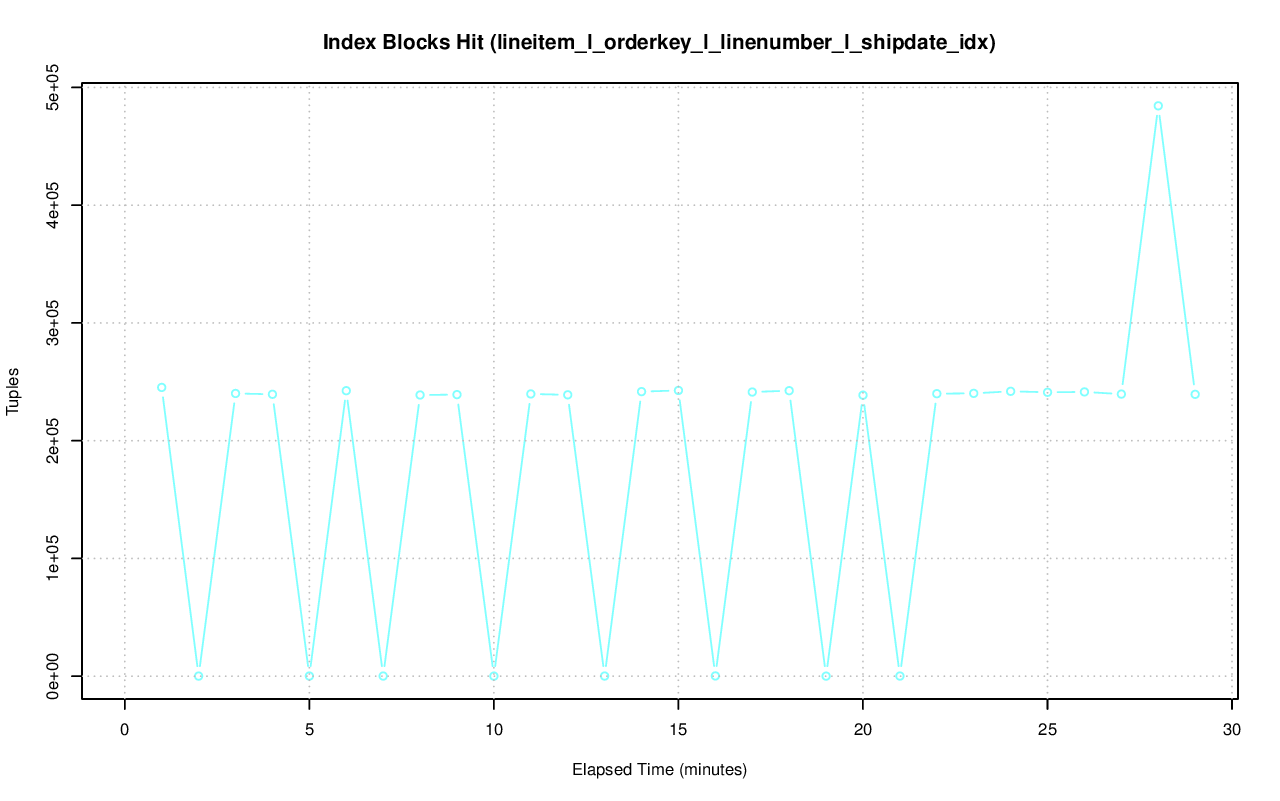 Index Blocks Hit (lineitem_l_orderkey_l_linenumber_l_shipdate_idx)
Tuples
5e+05
4e+05
3e+05
2e+05
1e+05
0e+00
0 5 10 15 20 25 30
Elapsed Time (minutes)